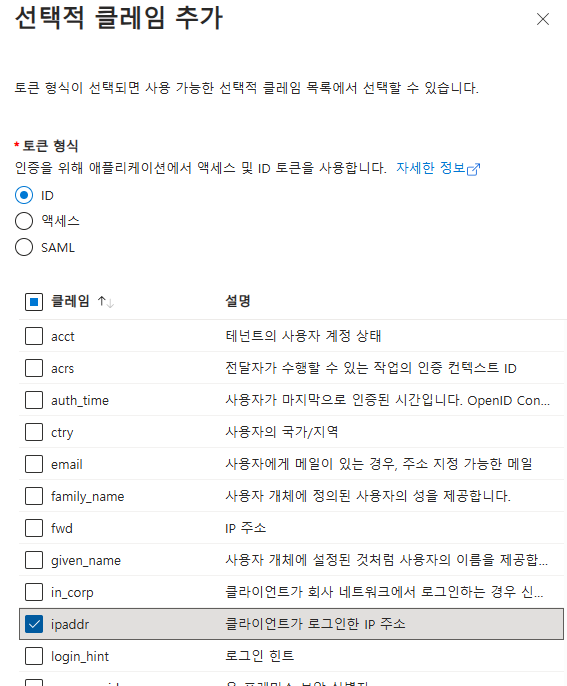 선택적 클레임 추가
토큰 형식이 선택되면 사용 가능한 선택적 클레임 목록에서 선택할 수 있습니다.
* 토큰 형식
인증을 위해 애플리케이션에서 액세스 및 ID 토큰을 사용합니다. 자세한 정보
ID
액세스
SAML
클레임 ↑↓ 설명
acct 테넌트의 사용자 계정 상태
acrs 전달자가 수행할 수 있는 작업의 인증 컨텍스트 ID
auth_time 사용자가 마지막으로 인증된 시간입니다. OpenID Con...
ctry 사용자의 국가/지역
email 사용자에게 메일이 있는 경우, 주소 지정 가능한 메일
family_name 사용자 개체에 정의된 사용자의 성을 제공합니다.
fwd IP 주소
given_name 사용자 개체에 설정된 것처럼 사용자의 이름을 제공합...
in_corp 클라이언트가 회사 네트워크에서 로그인하는 경우 신...
ipaddr 클라이언트가 로그인한 IP 주소
login_hint 로그인 힌트